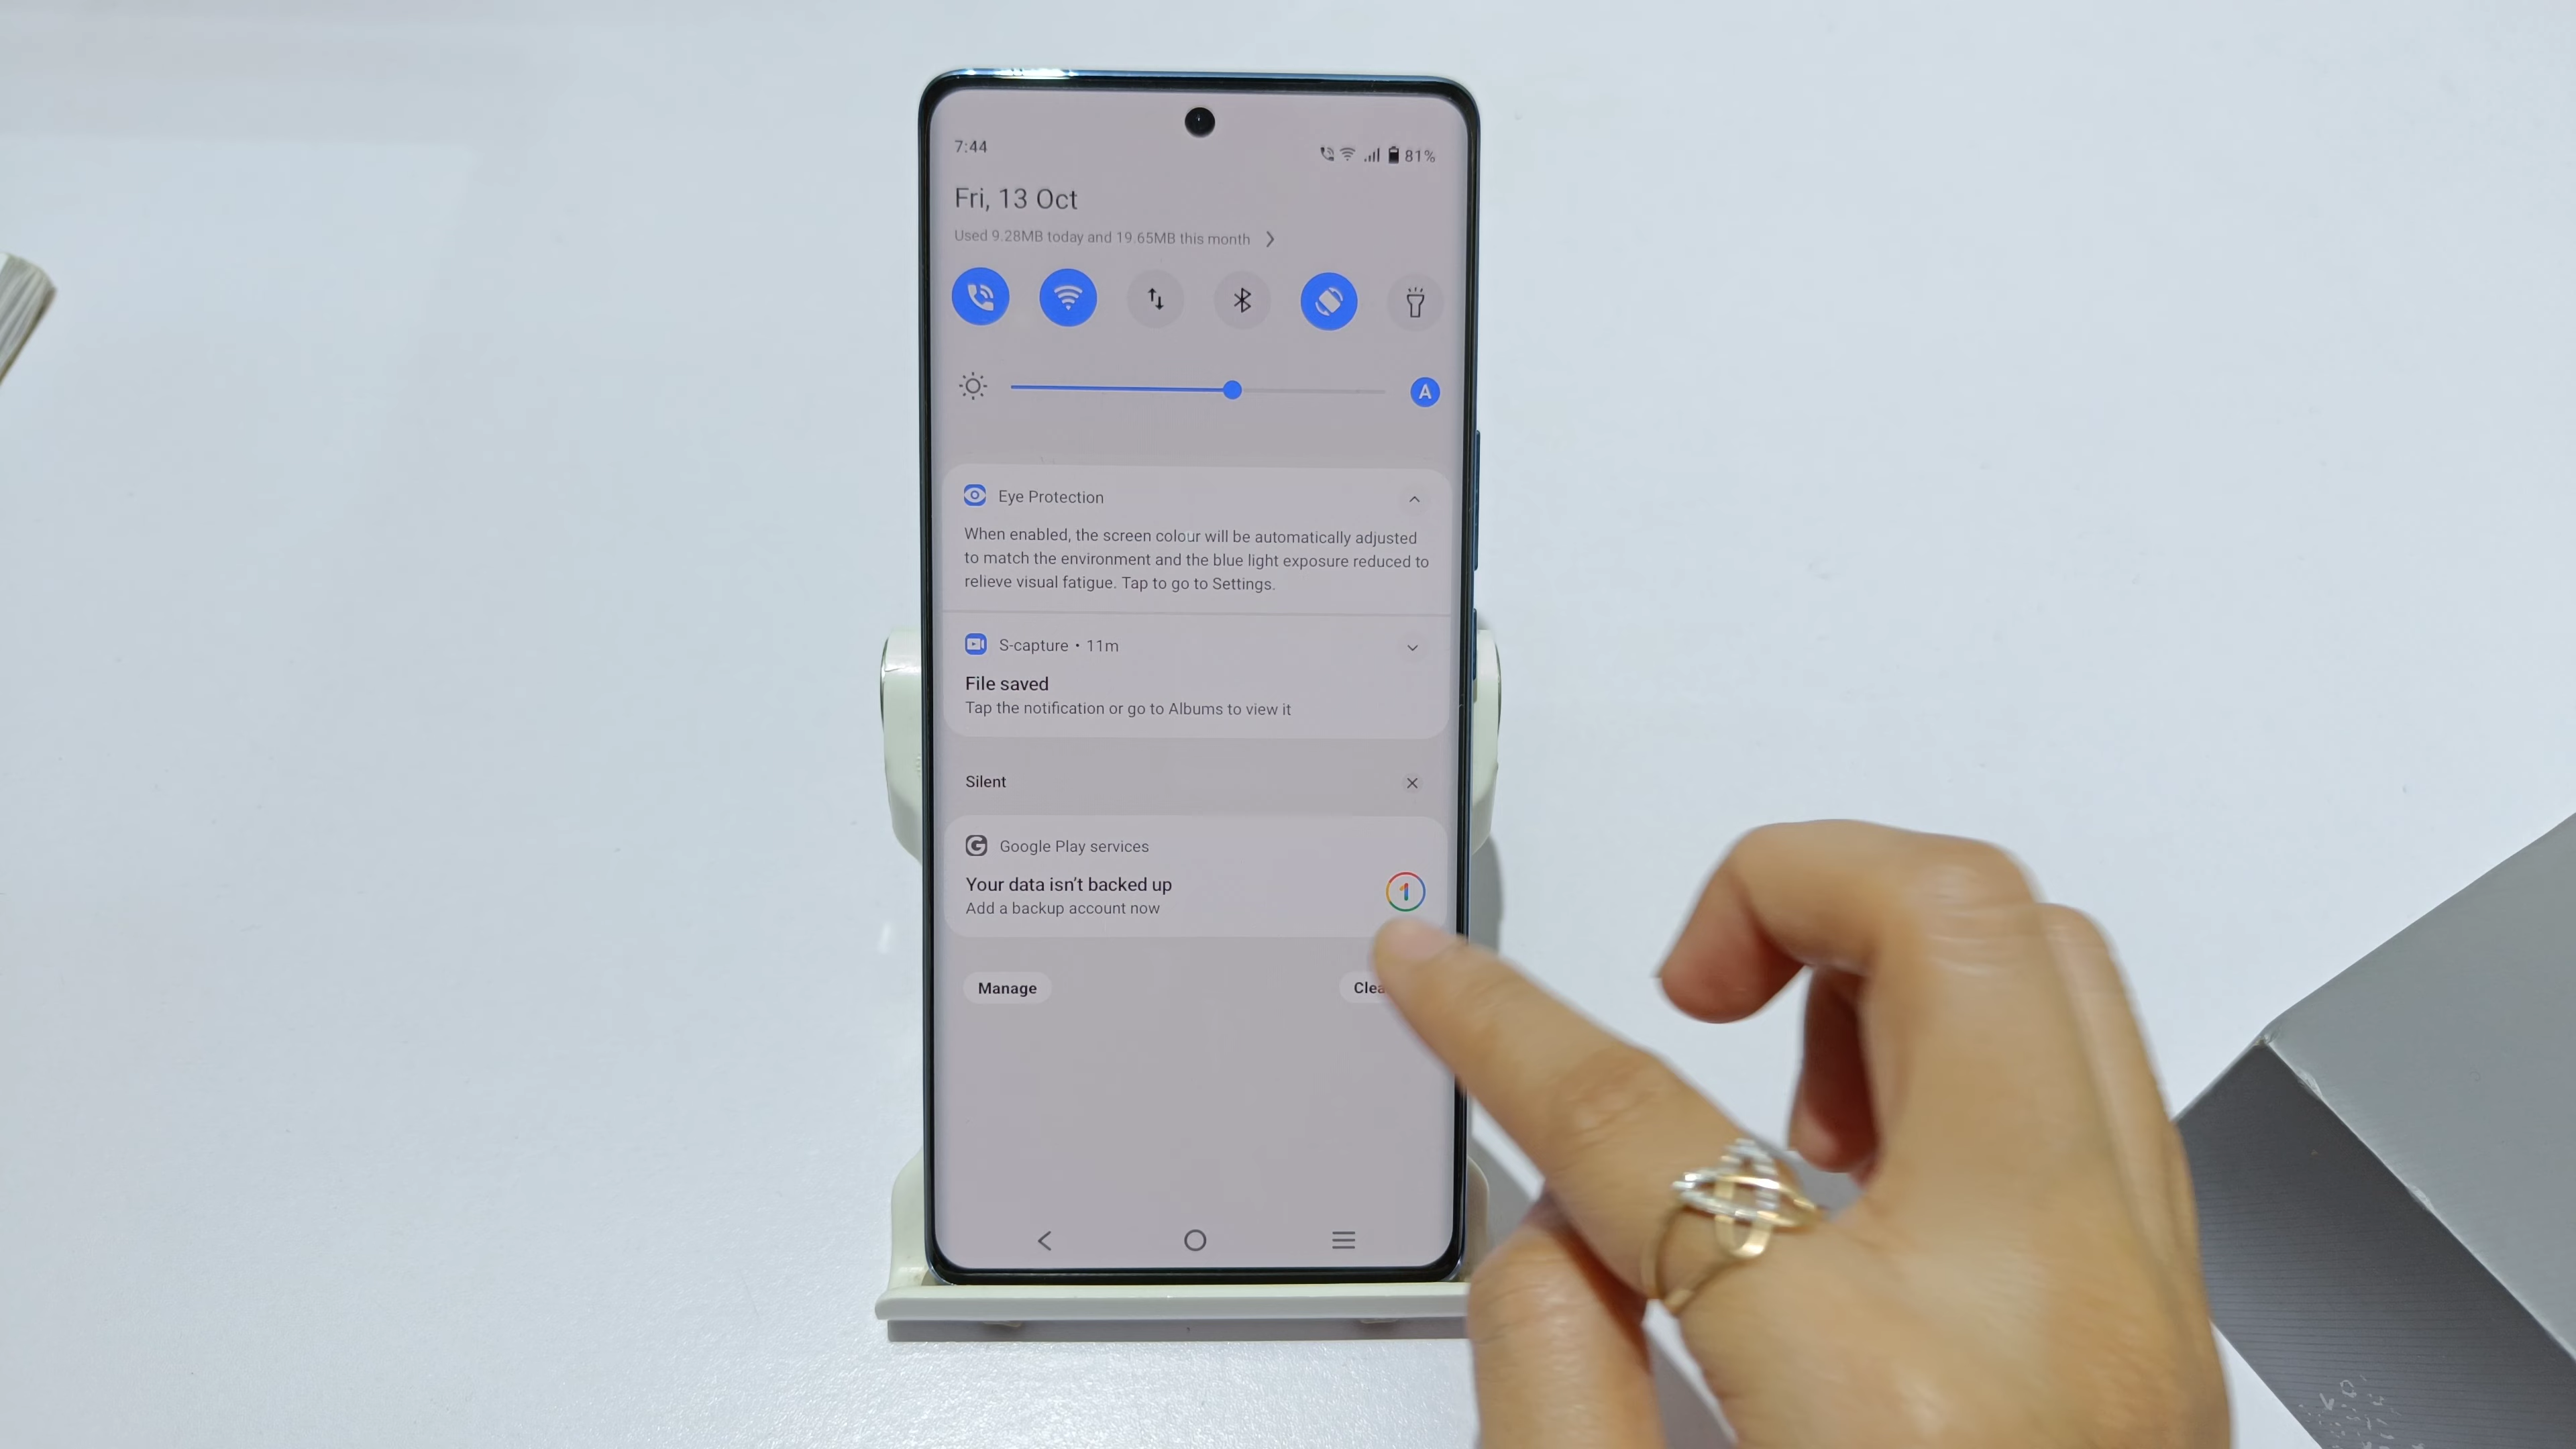 7:44
81%
Fri, 13 Oct
Used 9.28MB today and 19.65MB this month
A
Eye Protection
When enabled, the screen colour will be automatically adjusted
to match the environment and the blue light exposure reduced to
relieve visual fatigue. Tap to go to Settings.
S-capture • 11m
File saved
Tap the notification or go to Albums to view it
Silent
Google Play services
Your data isn't backed up
Add a backup account now
1
Manage